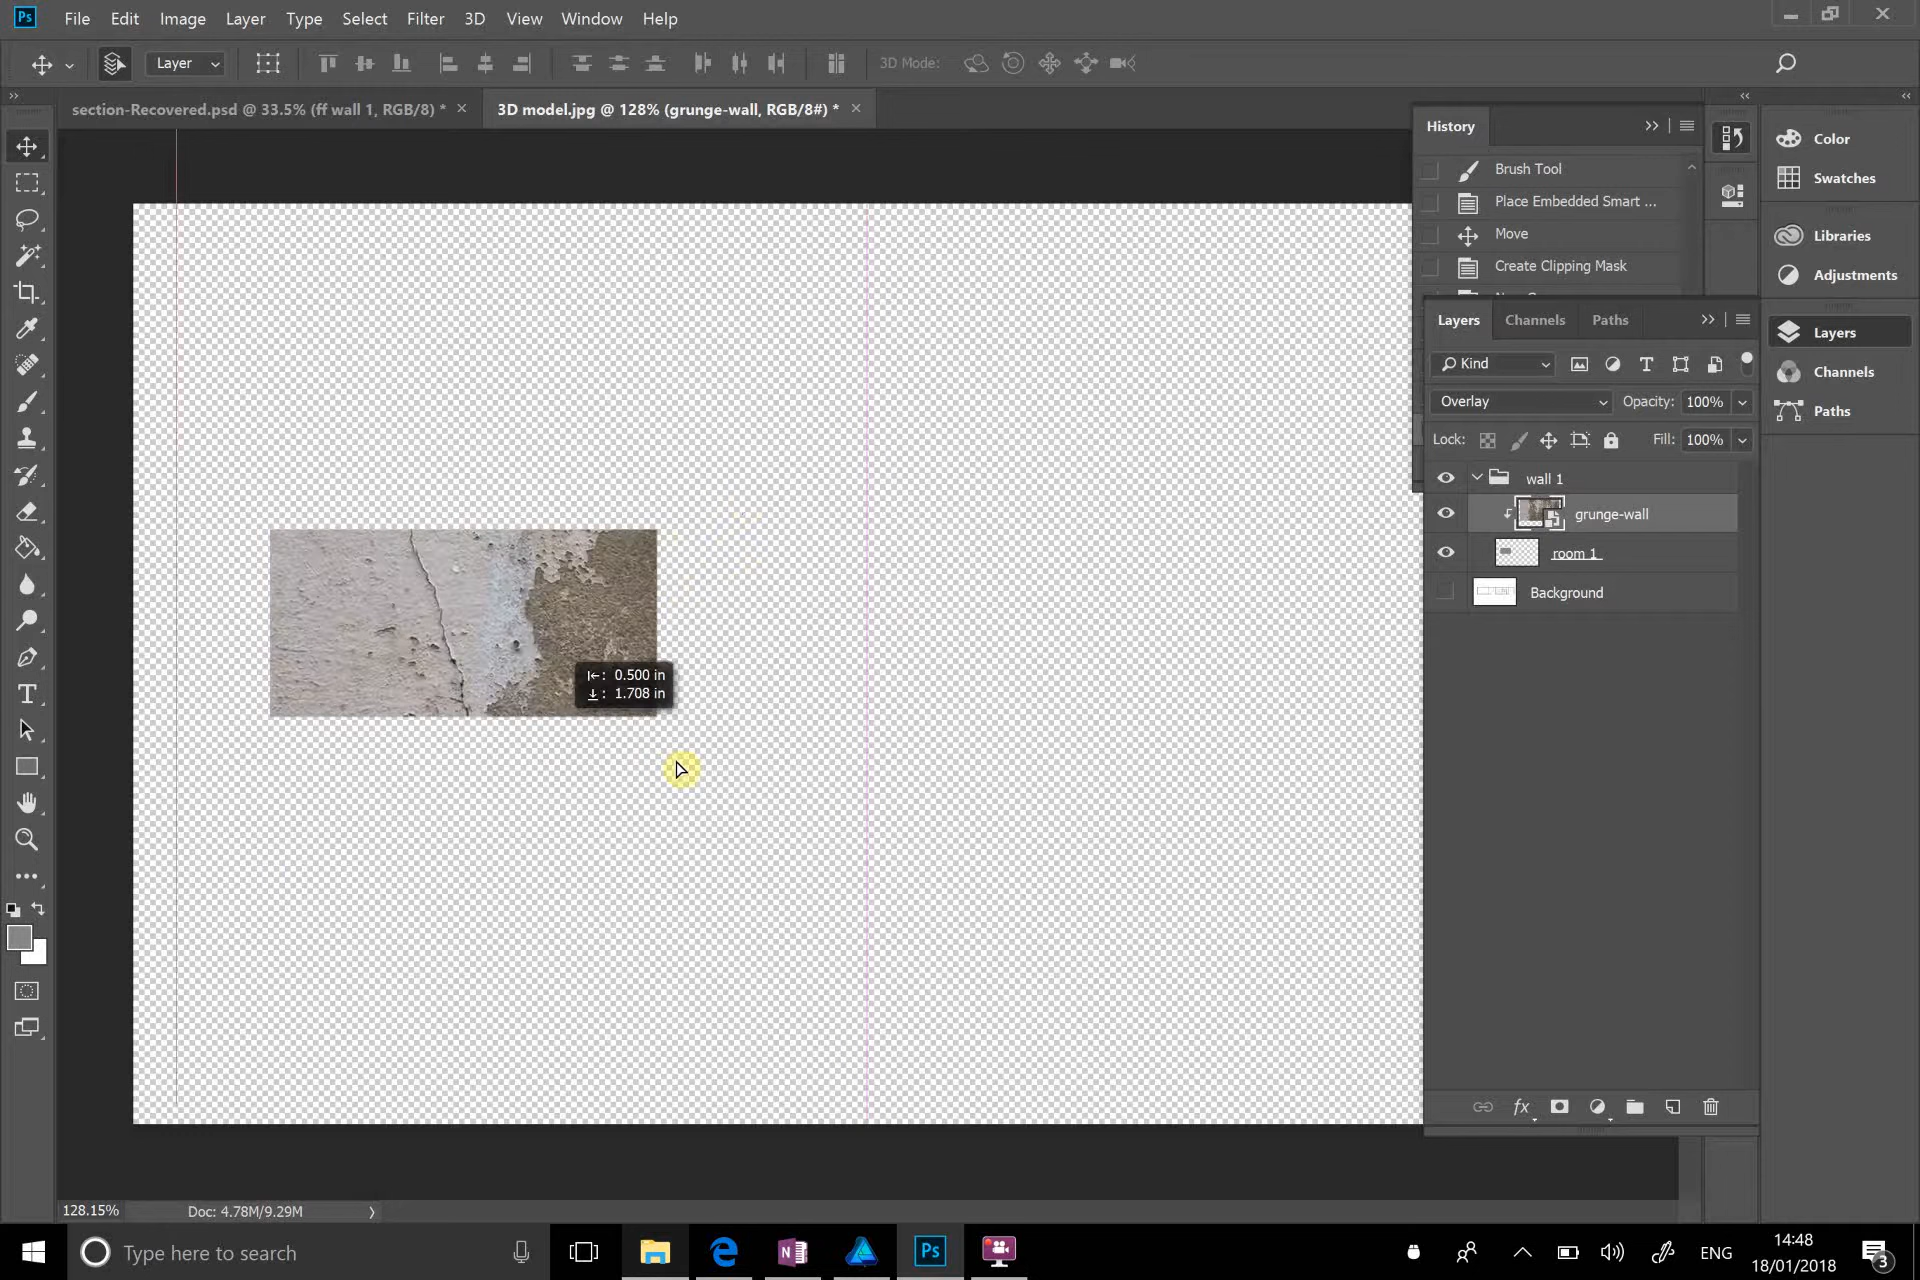 Ps File Edit Image Layer Type Select Filter 3D View Window Help
Layer 3D Mode:
section-Recovered.psd @ 33.5% (ff wall 1, RGB/8) * 3D model.jpg @ 128% (grunge-wall, RGB/8#) *
History
Brush Tool
Place Embedded Smart ...
Move
Create Clipping Mask
Layers Channels Paths
Kind
Overlay Opacity: 100%
Lock: Fill: 100%
wall 1
grunge-wall
room 1
Background
fx
Color
Swatches
Libraries
Adjustments
Layers
Channels
Paths
: 0.500 in
: 1.708 in
128.15% Doc: 4.78M/9.29M
Type here to search
Ps
ENG
14:48
18/01/2018
3